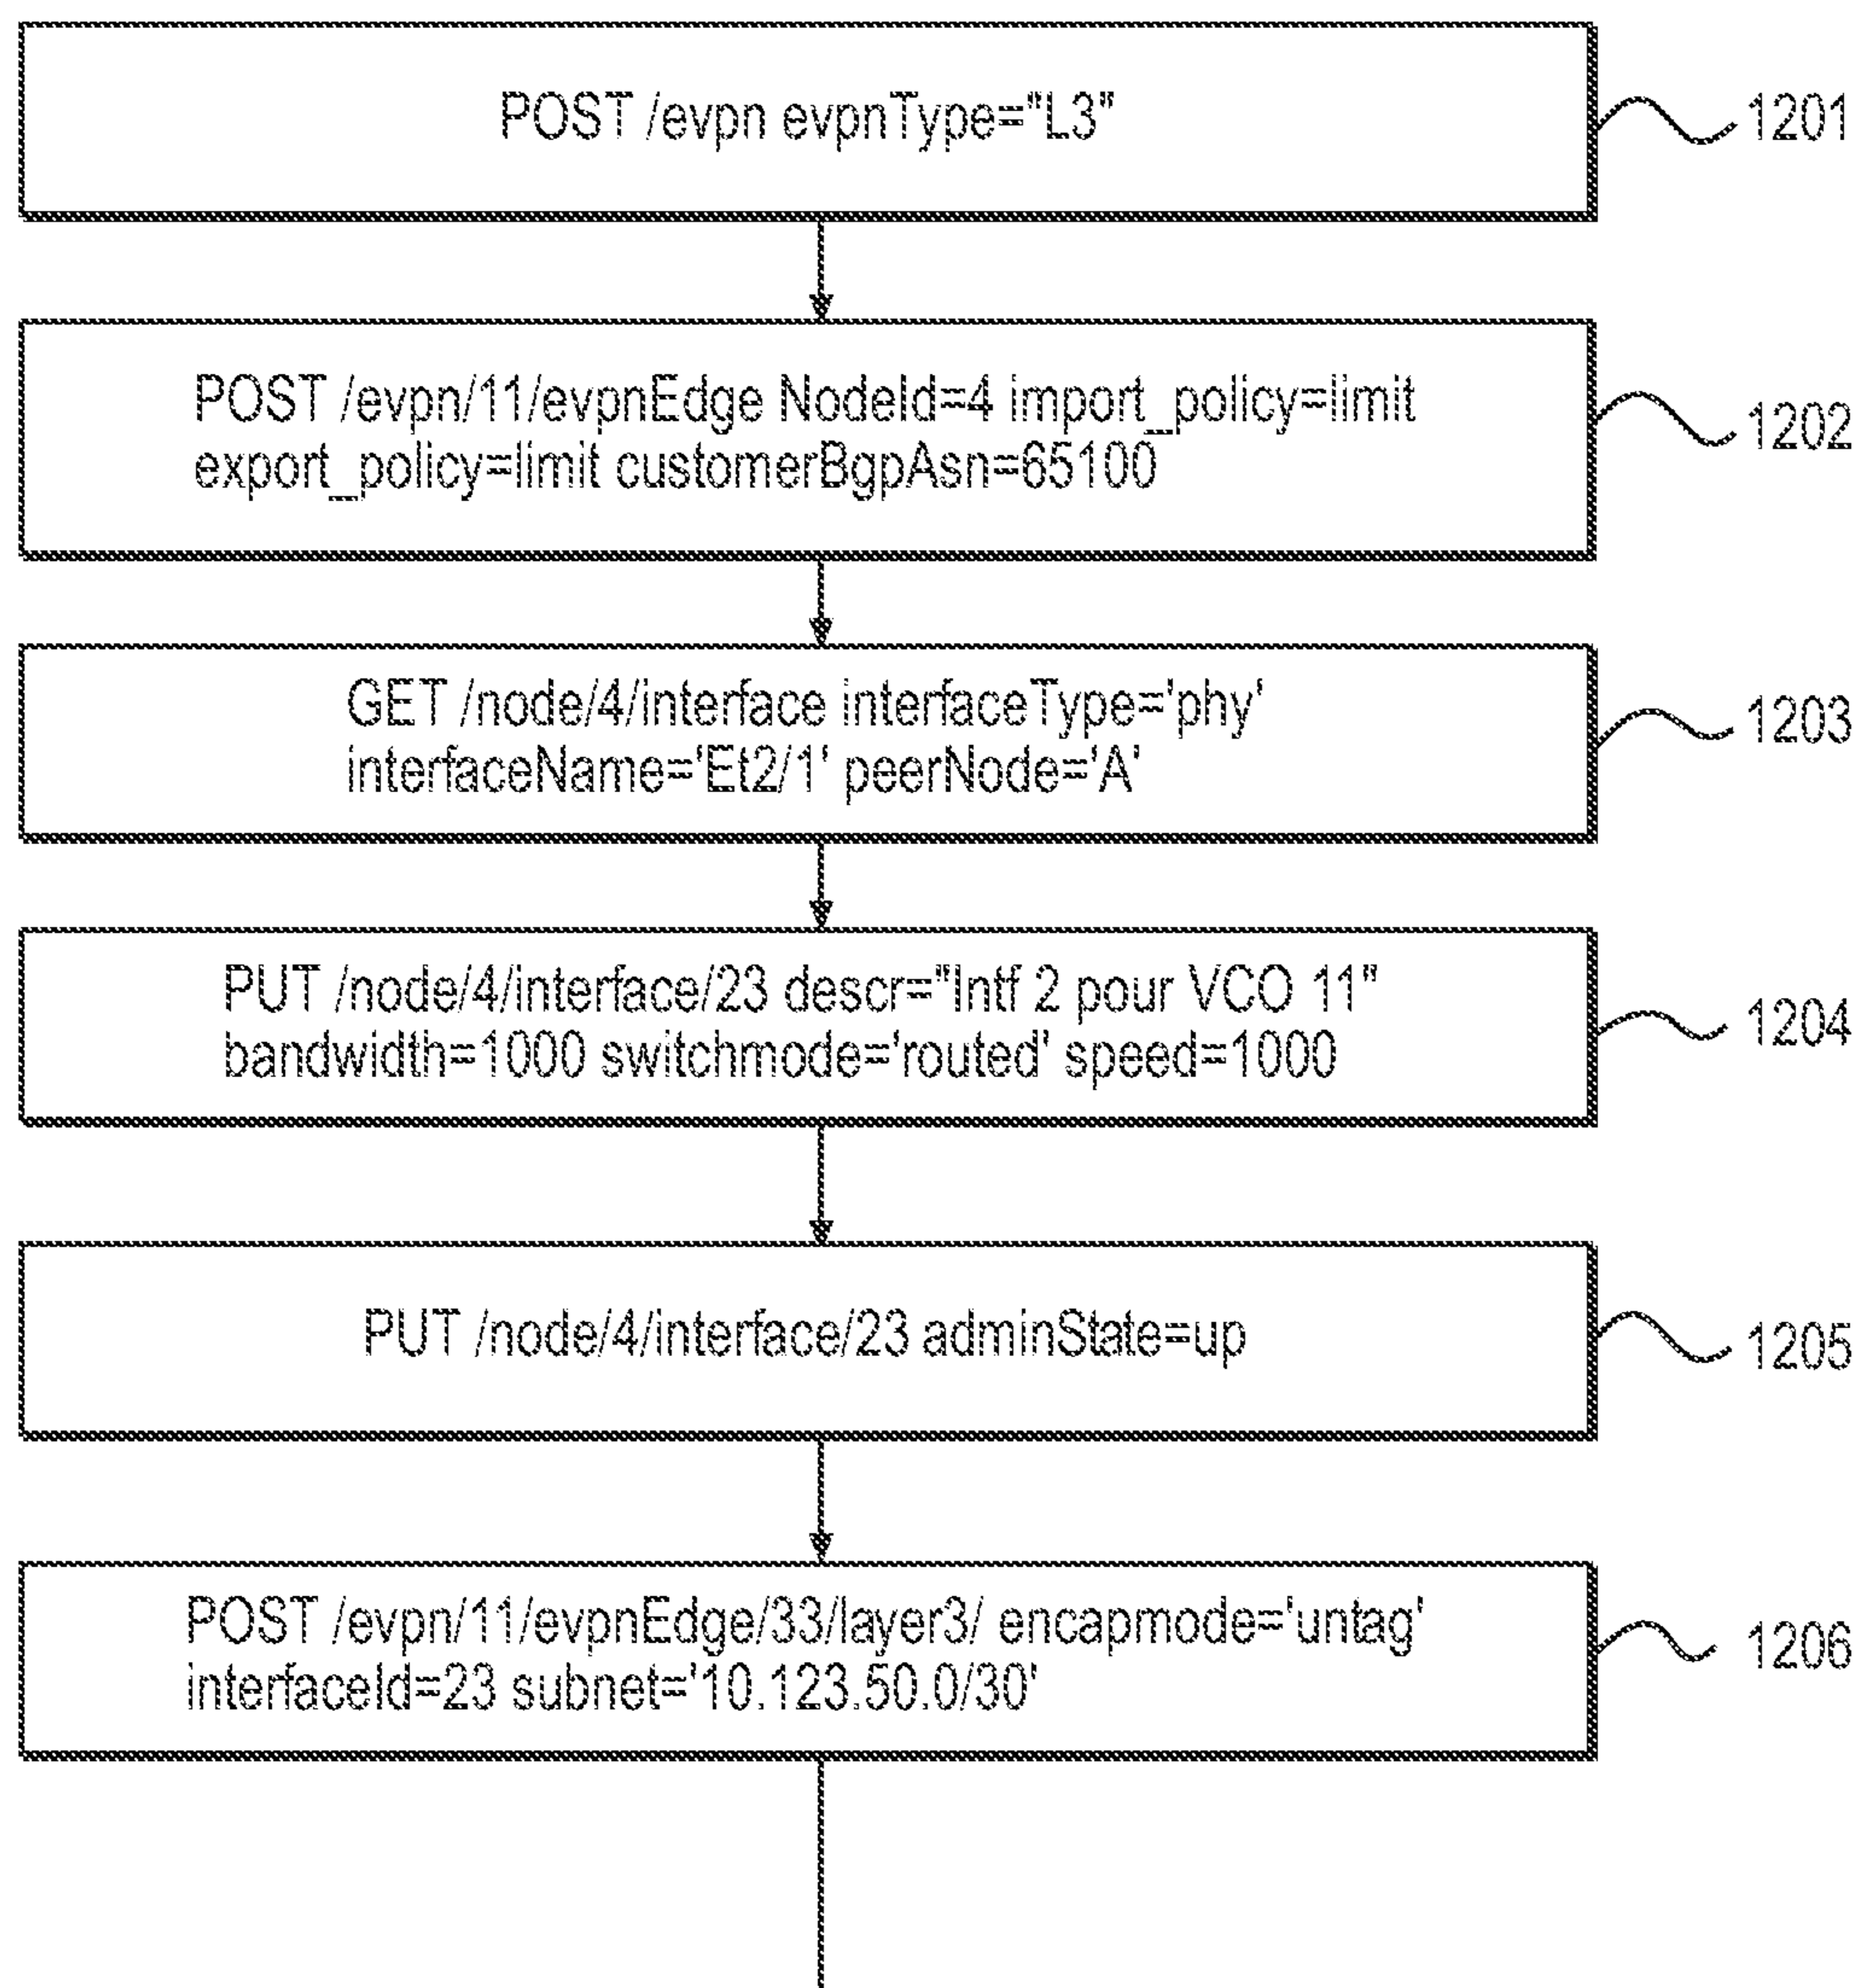 POST /evpn evpnType="L3"
1201
POST /evpn/11/evpnEdge NodeId=4 import_policy=limit
export_policy=limit customerBgpAsn=65100
1202
GET /node/4/interface interfaceType='phy'
interfaceName='Et2/1' peerNode='A'
1203
PUT /node/4/interface/23 descr="Intf 2 pour VCO 11"
bandwidth=1000 switchmode='routed' speed=1000
1204
PUT /node/4/interface/23 adminState=up
1205
POST /evpn/11/evpnEdge/33/layer3/ encapmode='untag'
interfaceId=23 subnet='10.123.50.0/30'
1206